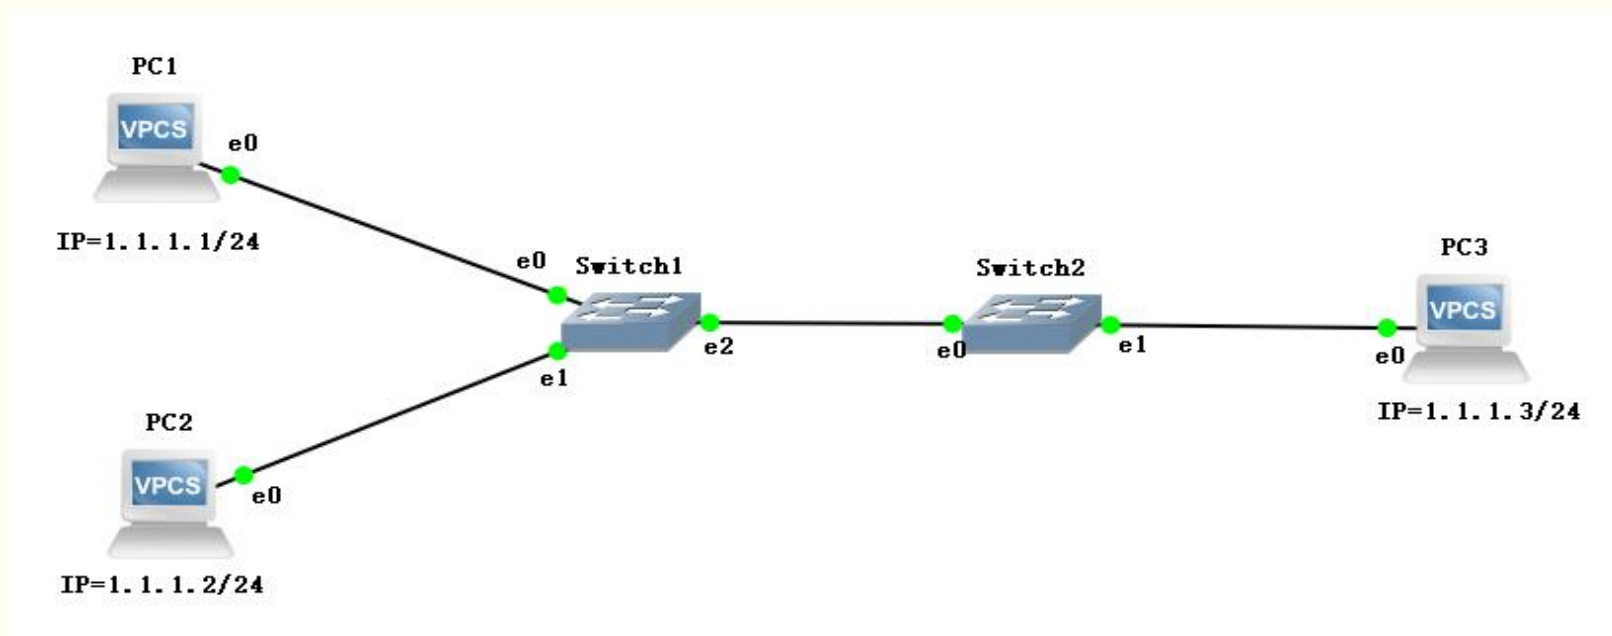 PC1
VPCS
e0
IP=1.1.1.1/24
e0
Switch1
e1
e2
PC2
VPCS
e0
IP=1.1.1.2/24
Switch2
e0
e1
PC3
VPCS
e0
IP=1.1.1.3/24